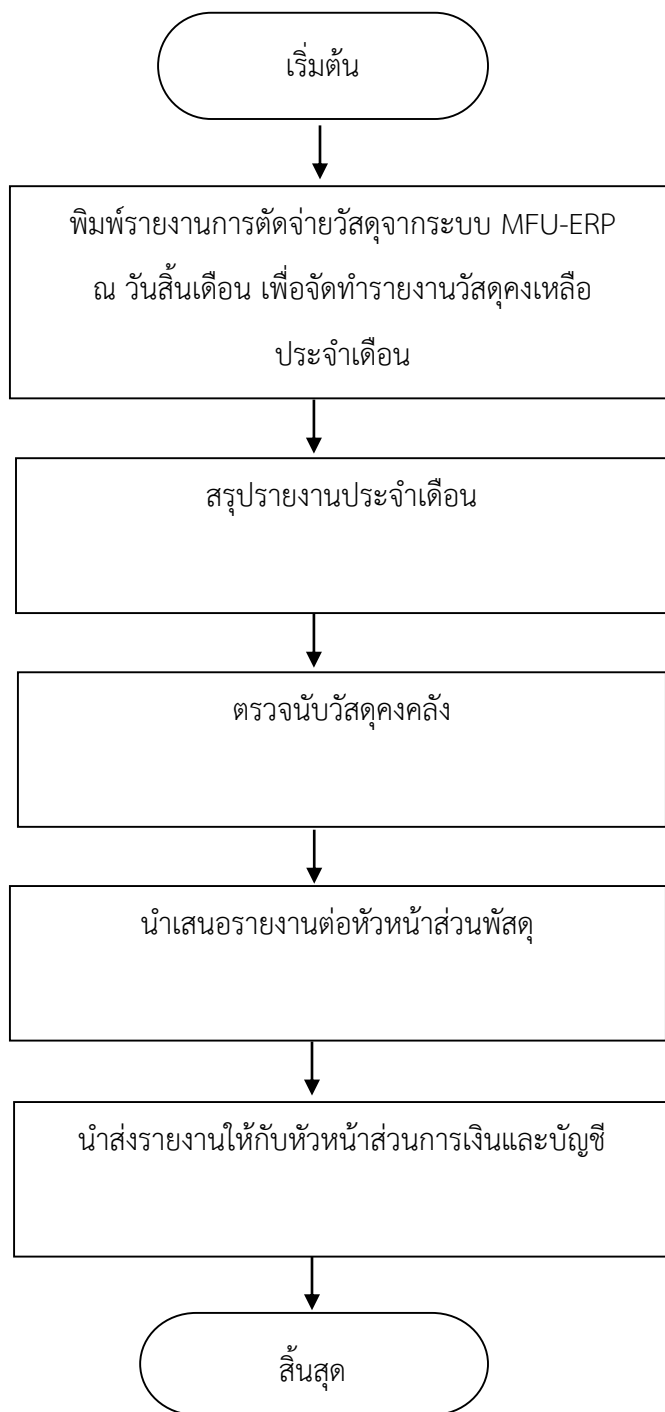 เริ่มต้น
พิมพ์รายงานการตัดจ่ายวัสดุจากระบบ MFU-ERP
ณ วันสิ้นเดือน เพื่อจัดทำรายงานวัสดุคงเหลือ
ประจำเดือน
สรุปรายงานประจำเดือน
ตรวจนับวัสดุคงคลัง
นำเสนอรายงานต่อหัวหน้าส่วนพัสดุ
นำส่งรายงานให้กับหัวหน้าส่วนการเงินและบัญชี
สิ้นสุด